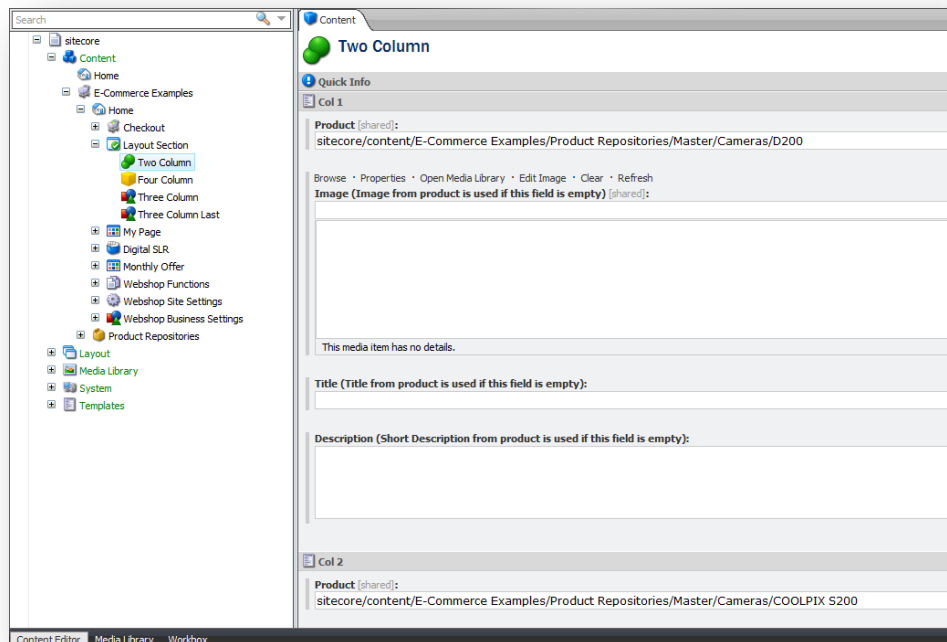 Search
sitecore
Content
Home
E-Commerce Examples
Home
Checkout
Layout Section
Two Column
Four Column
Three Column
Three Column Last
My Page
Digital SLR
Monthly Offer
Webshop Functions
Webshop Site Settings
Webshop Business Settings
Product Repositories
Layout
Media Library
System
Templates
Content
Two Column
Quick Info
Col 1
Product [shared]:
sitecore/content/E-Commerce Examples/Product Repositories/Master/Cameras/D200
Browse · Properties · Open Media Library · Edit Image · Clear · Refresh
Image (Image from product is used if this field is empty) [shared]:
This media item has no details.
Title (Title from product is used if this field is empty):
Description (Short Description from product is used if this field is empty):
Col 2
Product [shared]:
sitecore/content/E-Commerce Examples/Product Repositories/Master/Cameras/COOLPIX S200
Content Editor Media Library Workbox